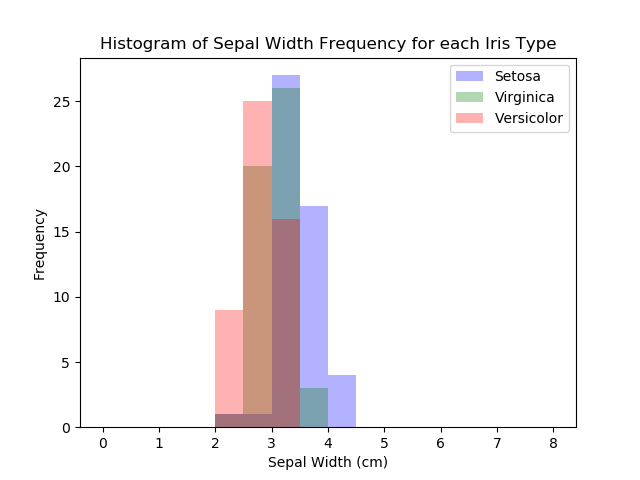 Histogram of Sepal Width Frequency for each Iris Type
Setosa
Virginica
Versicolor
25
20
15
10
5
0
Frequency
0 1 2 3 4 5 6 7 8
Sepal Width (cm)